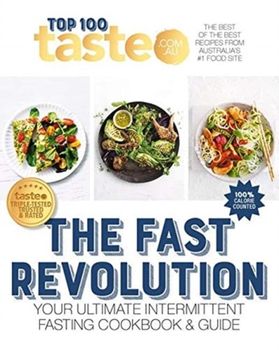 TOP 100
taste
.COM
.AU
THE BEST
OF THE BEST
RECIPES FROM
AUSTRALIA'S
#1 FOOD SITE
taste
TRIPLE-TESTED
TRUSTED
& RATED
100%
CALORIE
COUNTED
THE FAST
REVOLUTION
YOUR ULTIMATE INTERMITTENT
FASTING COOKBOOK & GUIDE